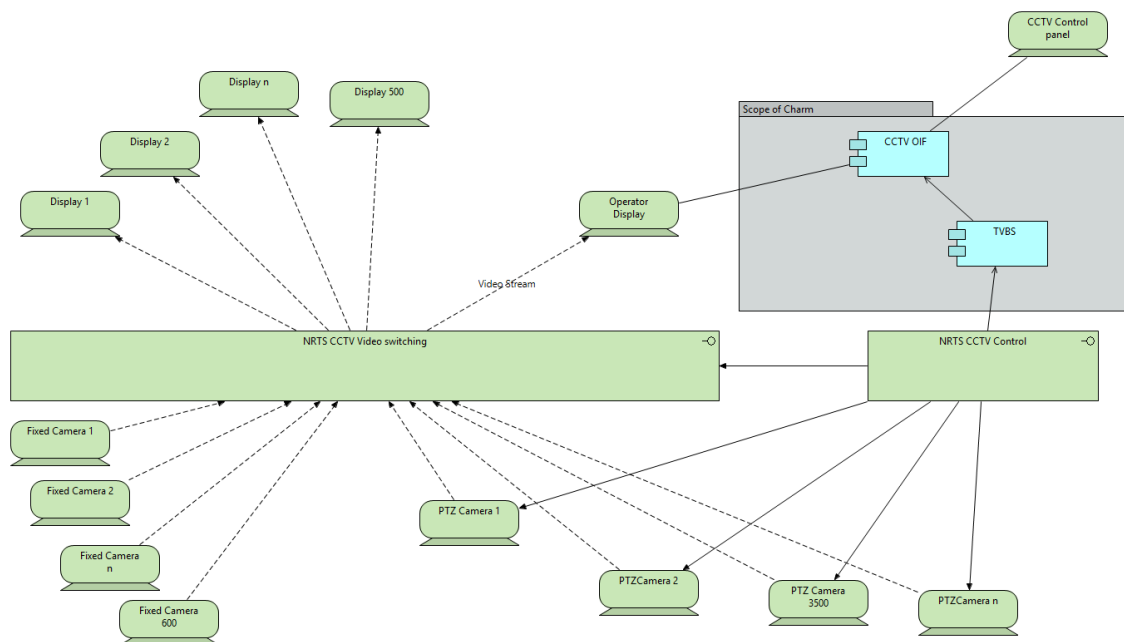 CCTV Control
panel
Display n
Display 500
Scope of Charm
Display 2
CCTV OIF
Display 1
Operator
Display
TVBS
Video Stream
NRTS CCTV Video switching
NRTS CCTV Control
Fixed Camera 1
Fixed Camera 2
PTZ Camera 1
Fixed Camera
n
PTZCamera 2
PTZ Camera
3500
PTZCamera n
Fixed Camera
600